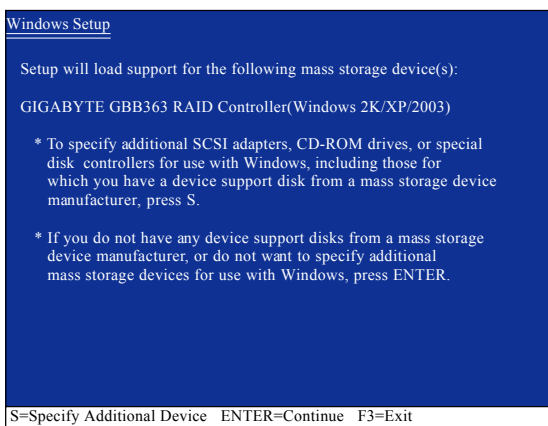 Windows Setup
Setup will load support for the following mass storage device(s):
GIGABYTE GBB363 RAID Controller(Windows 2K/XP/2003)
* To specify additional SCSI adapters, CD-ROM drives, or special
disk controllers for use with Windows, including those for
which you have a device support disk from a mass storage device
manufacturer, press S.
* If you do not have any device support disks from a mass storage
device manufacturer, or do not want to specify additional
mass storage devices for use with Windows, press ENTER.
S=Specify Additional Device ENTER=Continue F3=Exit